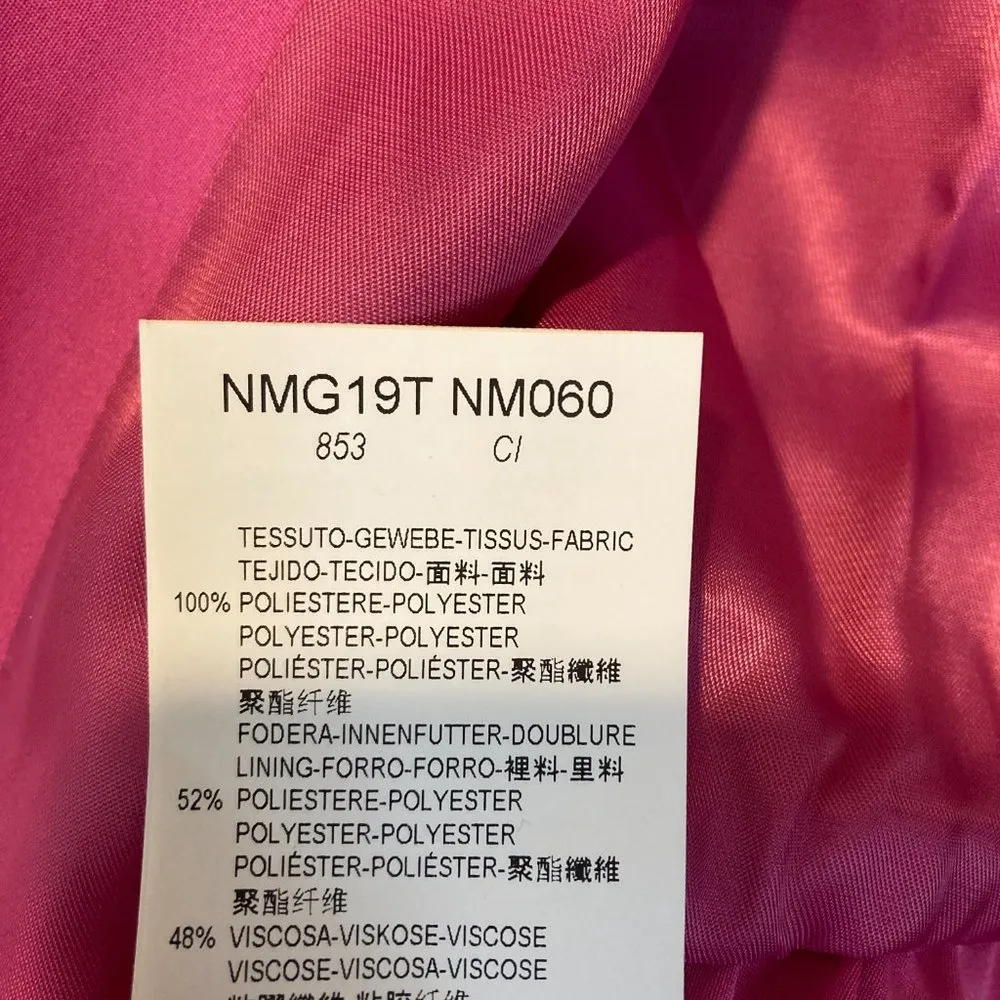 NMG19T NM060
853 CI
TESSUTO-GEWEBE-TISSUS-FABRIC
TEJIDO-TECIDO-面料-面料
100% POLIESTERE-POLYESTER
POLYESTER-POLYESTER
POLIÉSTER-POLIÉSTER-聚酯纖維
聚酯纤维
FODERA-INNENFUTTER-DOUBLURE
LINING-FORRO-FORRO-裡料-里料
52% POLIESTERE-POLYESTER
POLYESTER-POLYESTER
POLIÉSTER-POLIÉSTER-聚酯纖維
聚酯纤维
48% VISCOSA-VISKOSE-VISCOSE
VISCOSE-VISCOSA-VISCOSE